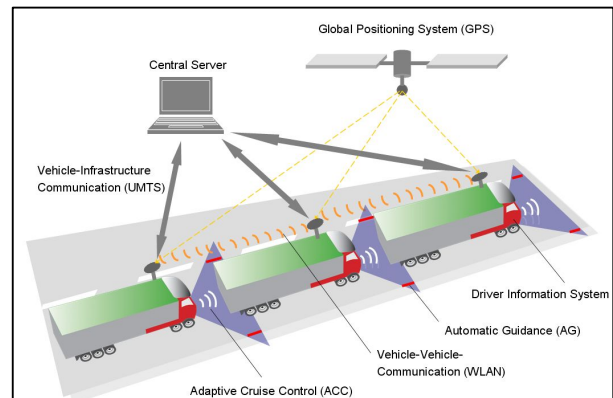 Global Positioning System (GPS)
Central Server
Vehicle-Infrastructure
Communication (UMTS)
Driver Information System
Automatic Guidance (AG)
Vehicle-Vehicle-
Communication (WLAN)
Adaptive Cruise Control (ACC)